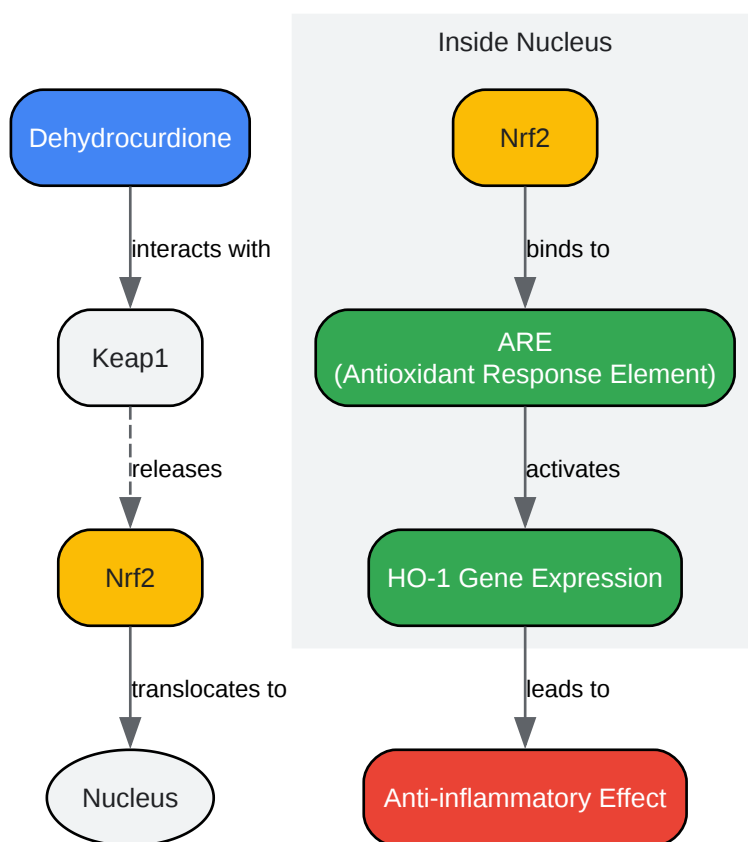 Dehydrocurdione
interacts with
Keap1
releases
Nrf2
translocates to
Nucleus
Inside Nucleus
Nrf2
binds to
ARE
(Antioxidant Response Element)
activates
HO-1 Gene Expression
leads to
Anti-inflammatory Effect